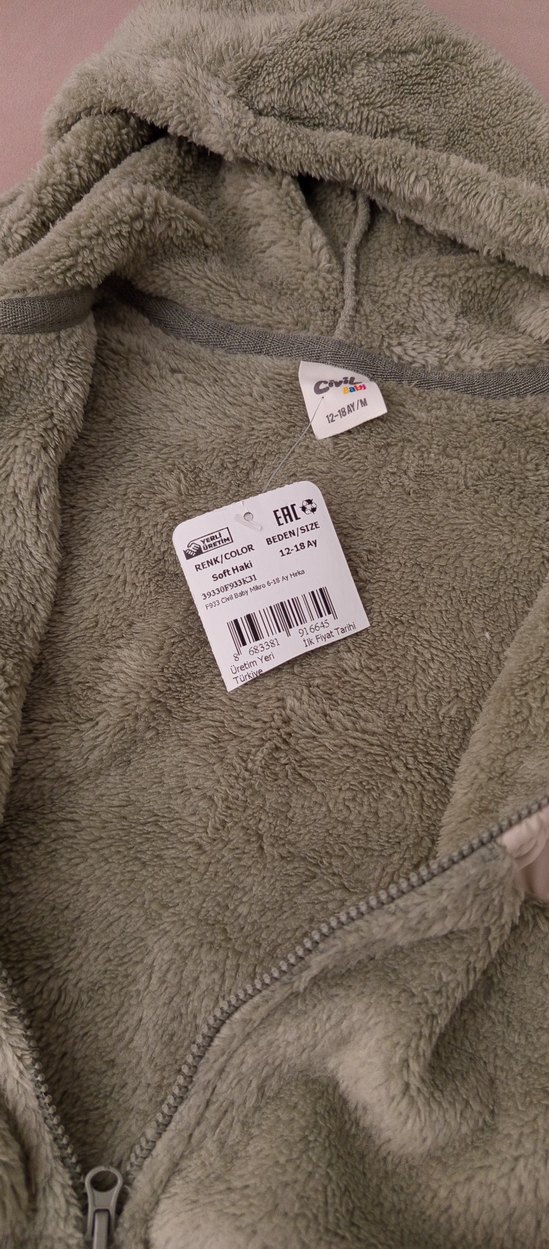 Civil
Baby
12-18 AY/M
YERLİ
ÜRETİM
EAC
RENK/COLOR
BEDEN/SIZE
Soft Haki
12-18 Ay
39330F933K31
F933 Civil Baby Mikro 6-18 Ay Hırka
8 683381 916645
Üretim Yeri
İlk Fiyat Tarihi
Türkiye